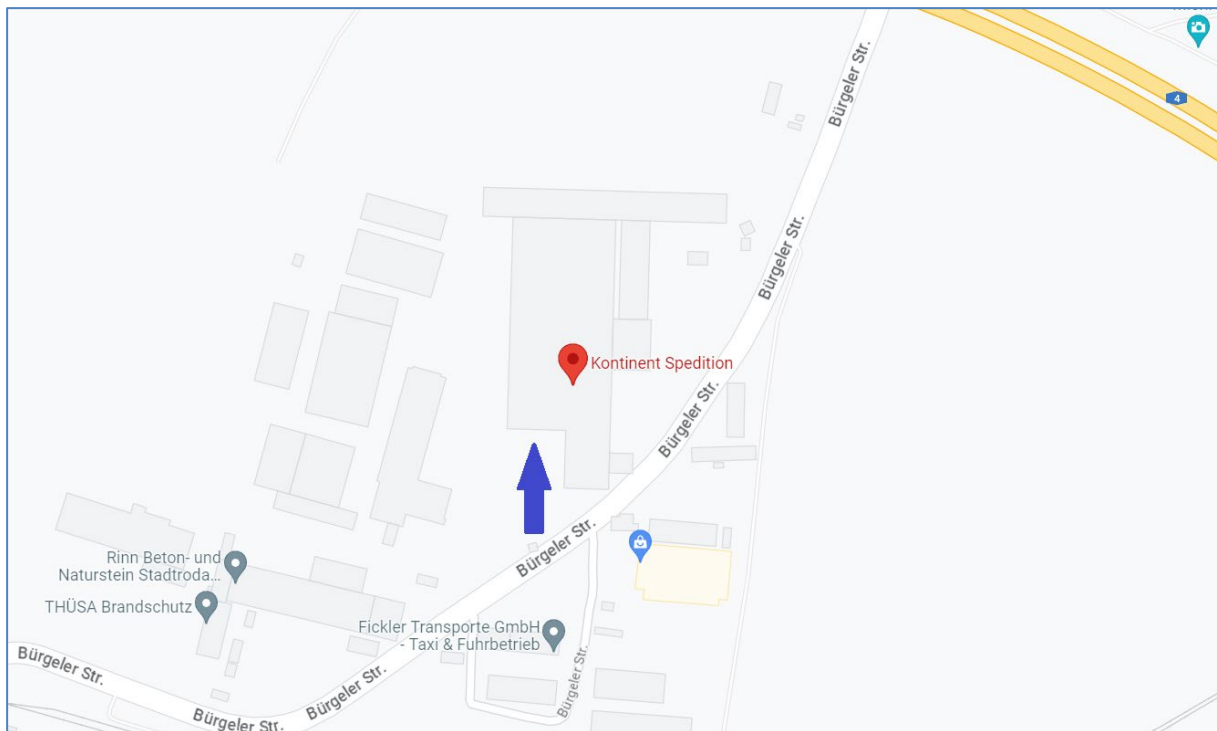 Bürgeler Str.
4
Bürgeler Str.
Kontinent Spedition
Bürgeler Str.
Bürgeler Str.
Rinn Beton- und
Naturstein Stadtroda...
THÜSA Brandschutz
Fickler Transporte GmbH
- Taxi & Fuhrbetrieb
Bürgeler Str.
Bürgeler Str.
Bürgeler Str.
Bürgeler Str.